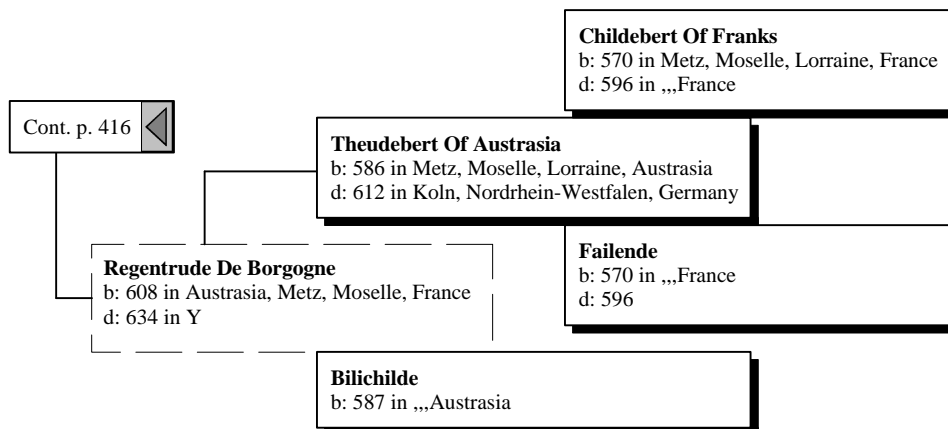 Childebert Of Franks
b: 570 in Metz, Moselle, Lorraine, France
d: 596 in ,,,France
Cont. p. 416
Theudebert Of Austrasia
b: 586 in Metz, Moselle, Lorraine, Austrasia
d: 612 in Koln, Nordrhein-Westfalen, Germany
Failende
b: 570 in ,,,France
d: 596
Regentrude De Borgogne
b: 608 in Austrasia, Metz, Moselle, France
d: 634 in Y
Bilichilde
b: 587 in ,,,Austrasia